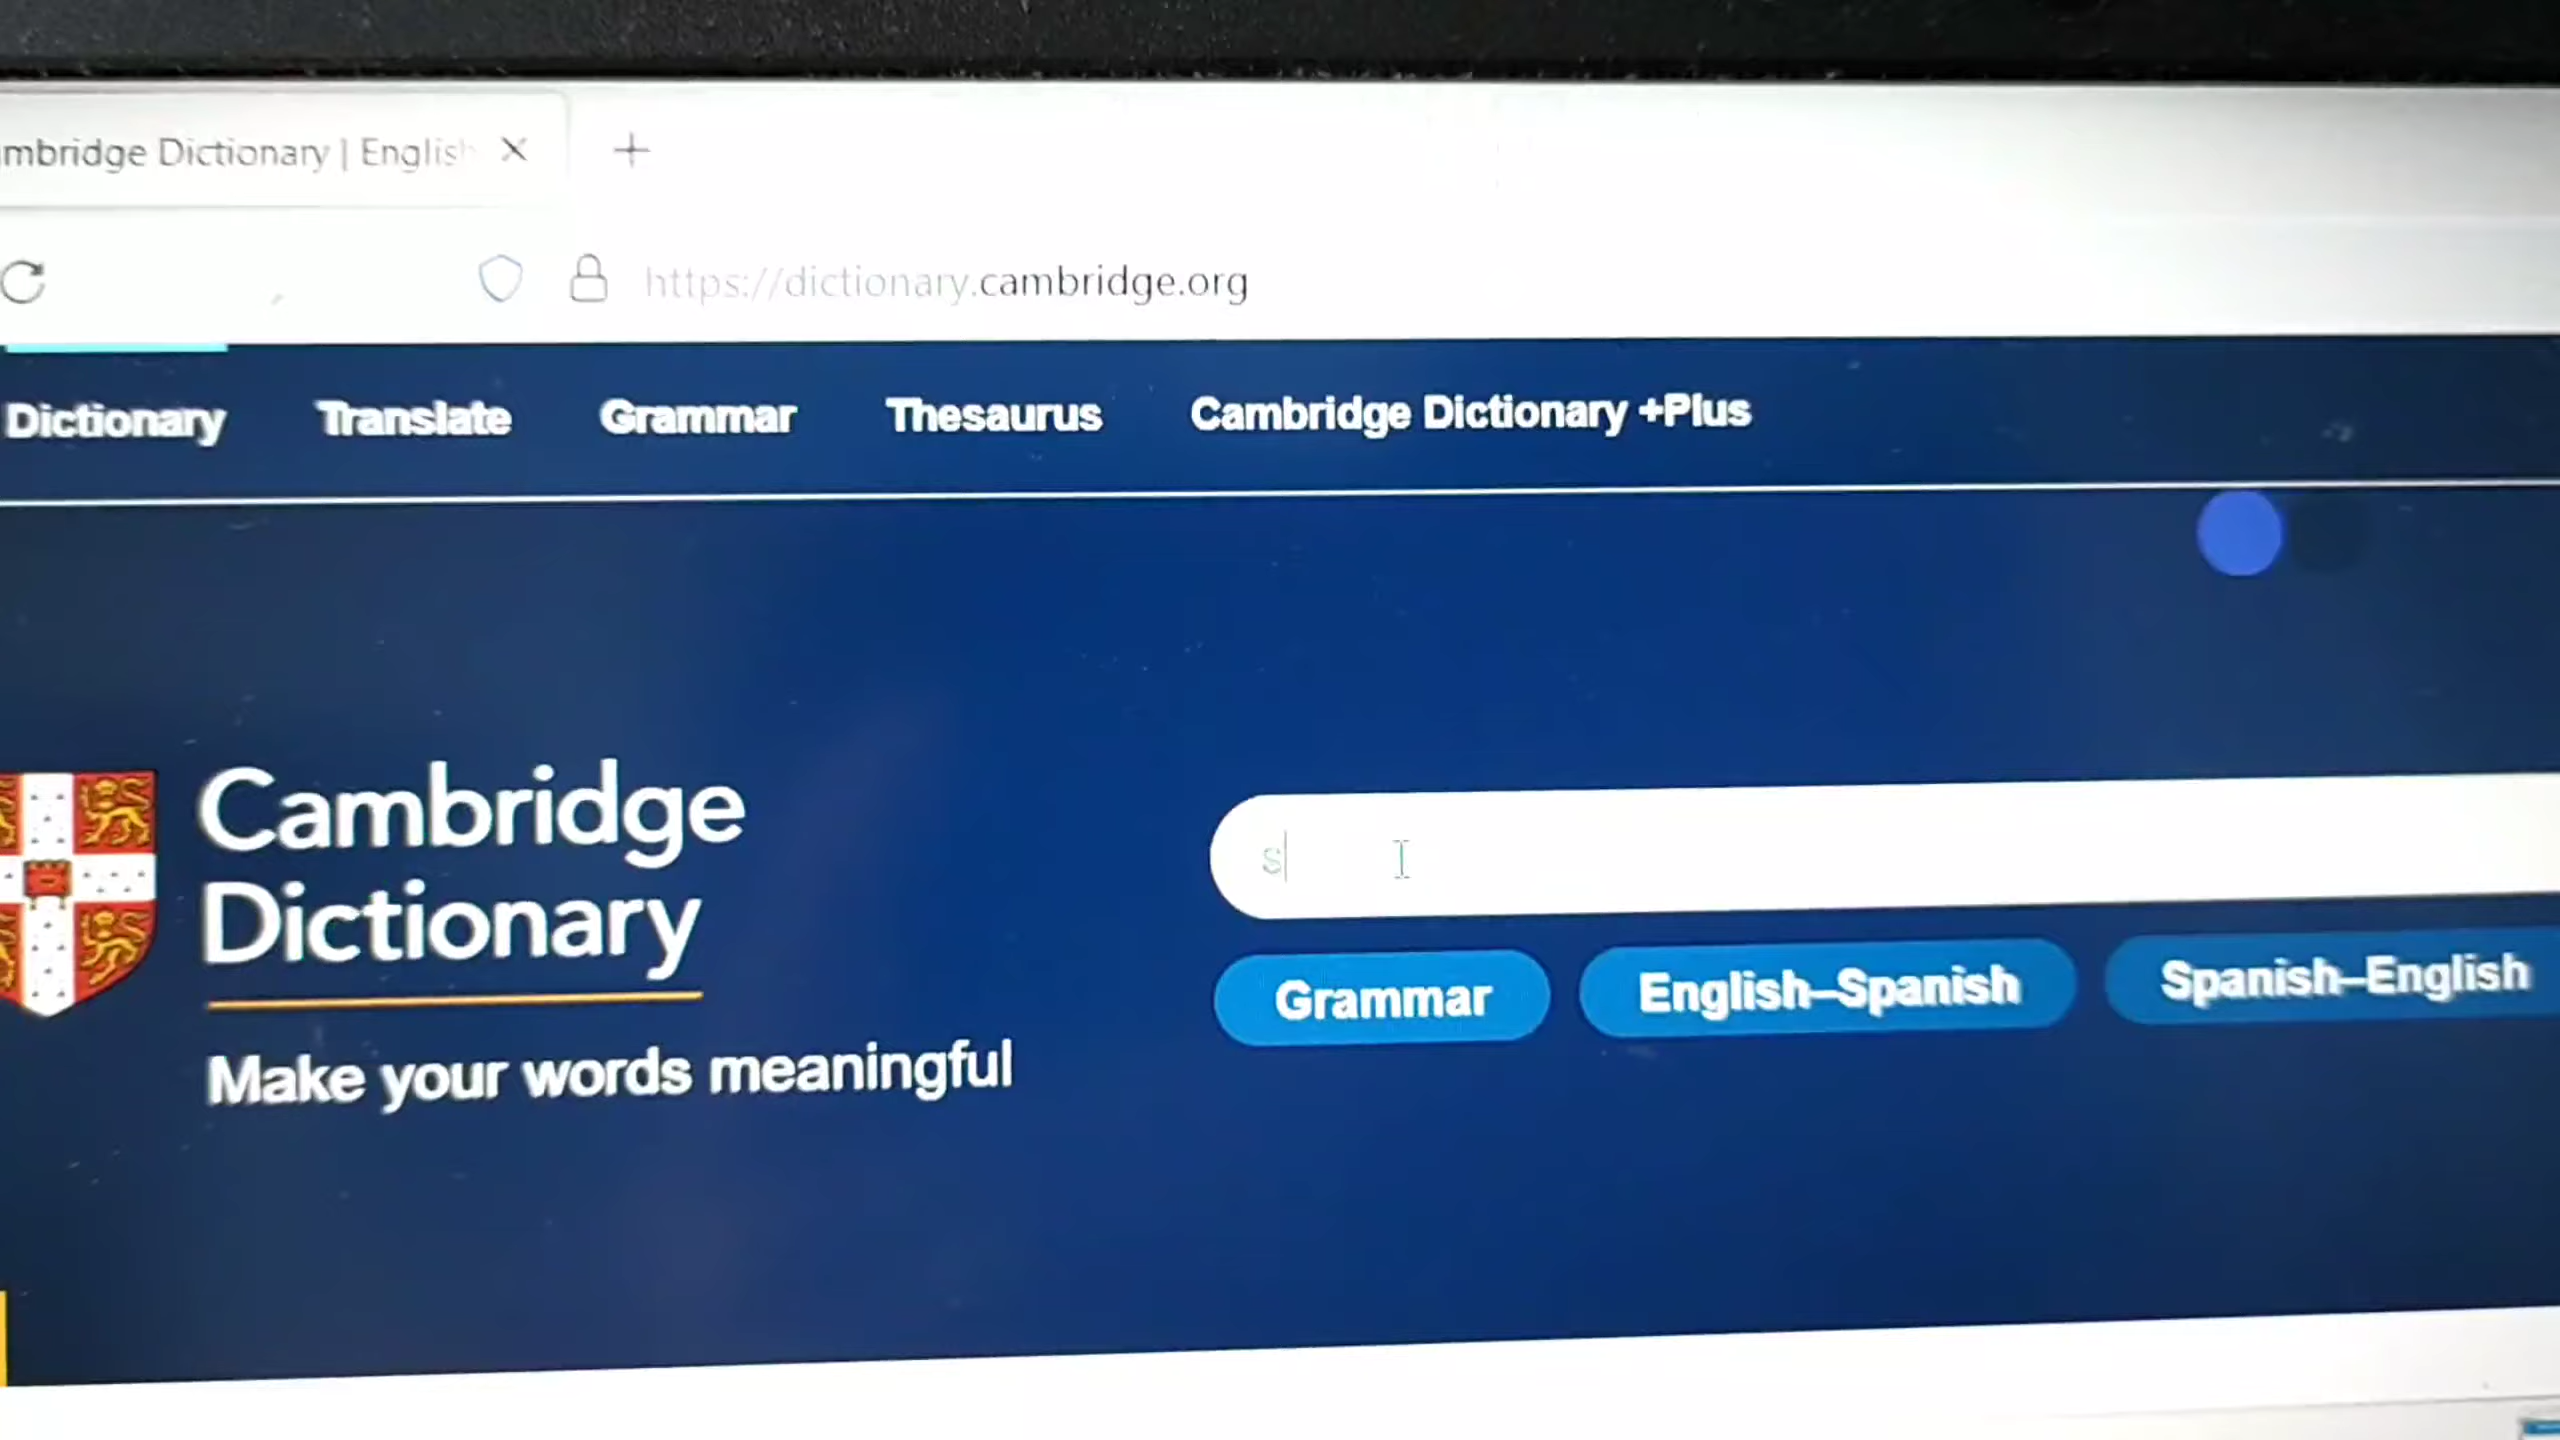 mbridge Dictionary | English
https://dictionary.cambridge.org
Dictionary Translate Grammar Thesaurus Cambridge Dictionary +Plus
Cambridge
Dictionary
Make your words meaningful
s
Grammar English–Spanish Spanish–English